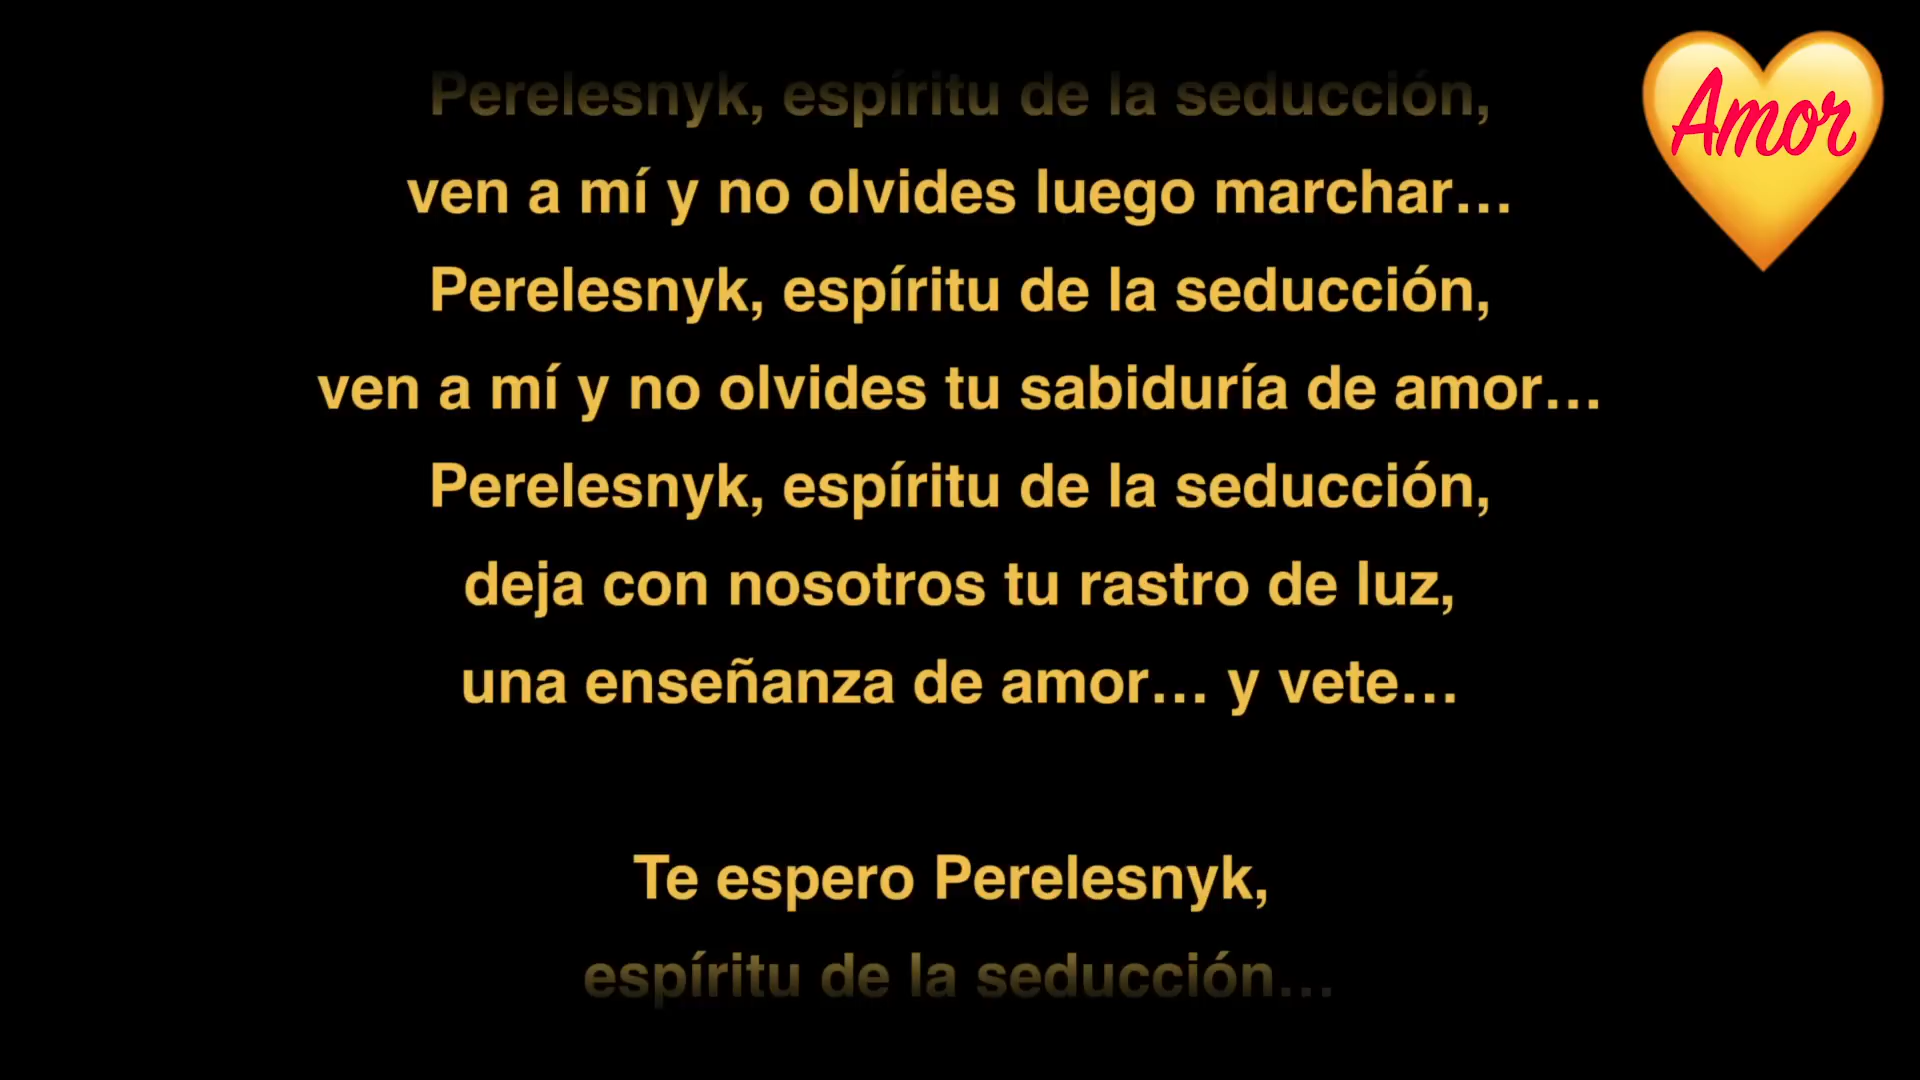 Perelesnyk, espíritu de la seducción,
ven a mí y no olvides luego marchar…
Perelesnyk, espíritu de la seducción,
ven a mí y no olvides tu sabiduría de amor…
Perelesnyk, espíritu de la seducción,
deja con nosotros tu rastro de luz,
una enseñanza de amor… y vete…
Te espero Perelesnyk,
espíritu de la seducción…
Amor